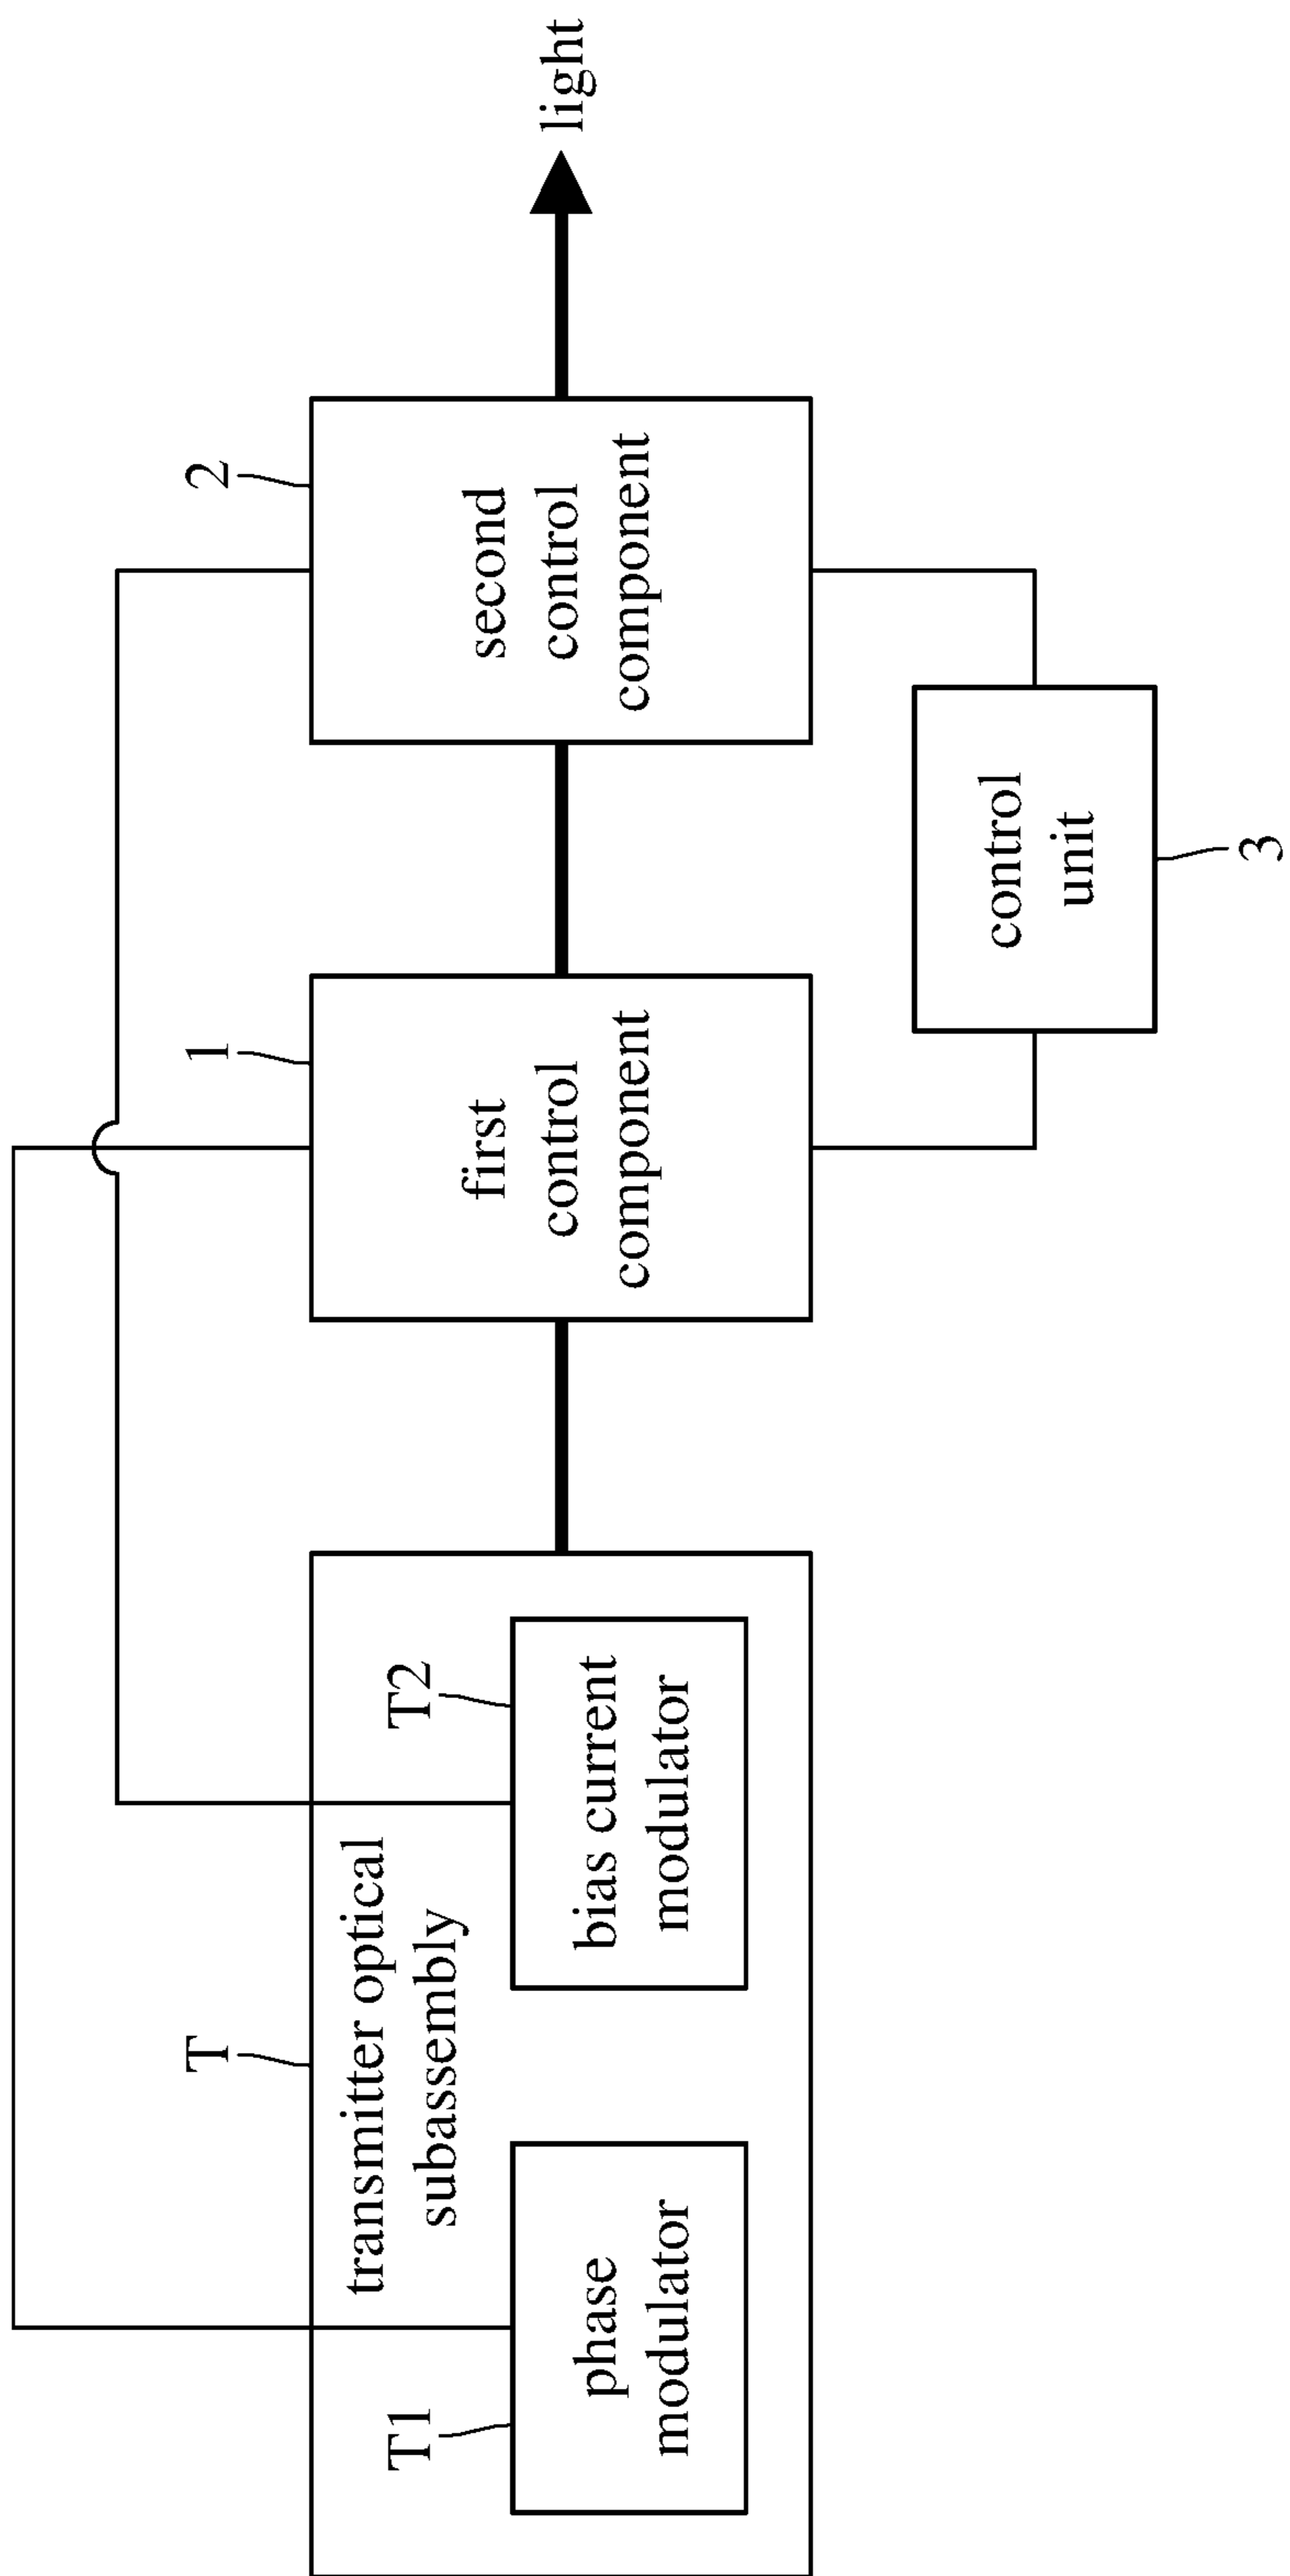 T
transmitter optical
subassembly
T1
phase
modulator
T2
bias current
modulator
1
first
control
component
2
second
control
component
light
control
unit
3